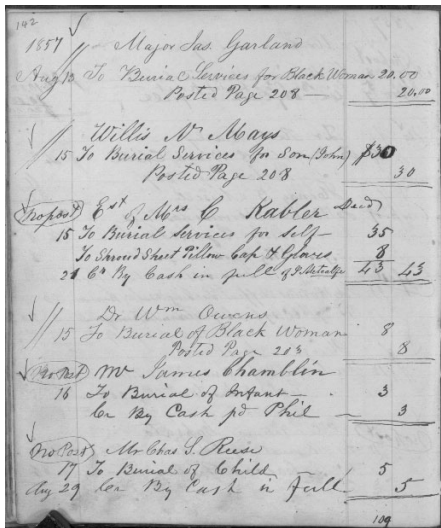 142
1857 Major Jas. Garland
Aug 13 To Burial Services for Black Woman 20.00
Posted Page 208 — 20.00
Willis N. Mays
15 To Burial Services for Son (John) $30
Posted Page 208 30
(No post) Est of Mrs C Kabler Decd
15 To Burial Services for Self — 35
To Shroud Sheet Pillow Cap & Gloves 8
21 Cr By Cash in full of 43 43
Dr Wm Owens
15 To Burial of Black Woman 8
Posted Page 208 8
(No Post) Mr James Chamblin
16 To Burial of Infant — 3
Cr By Cash pd Phil — 3
(No Post) Mr Chas S. Reese
17 To Burial of Child 5
Aug 29 Cr By Cash in full 5
109